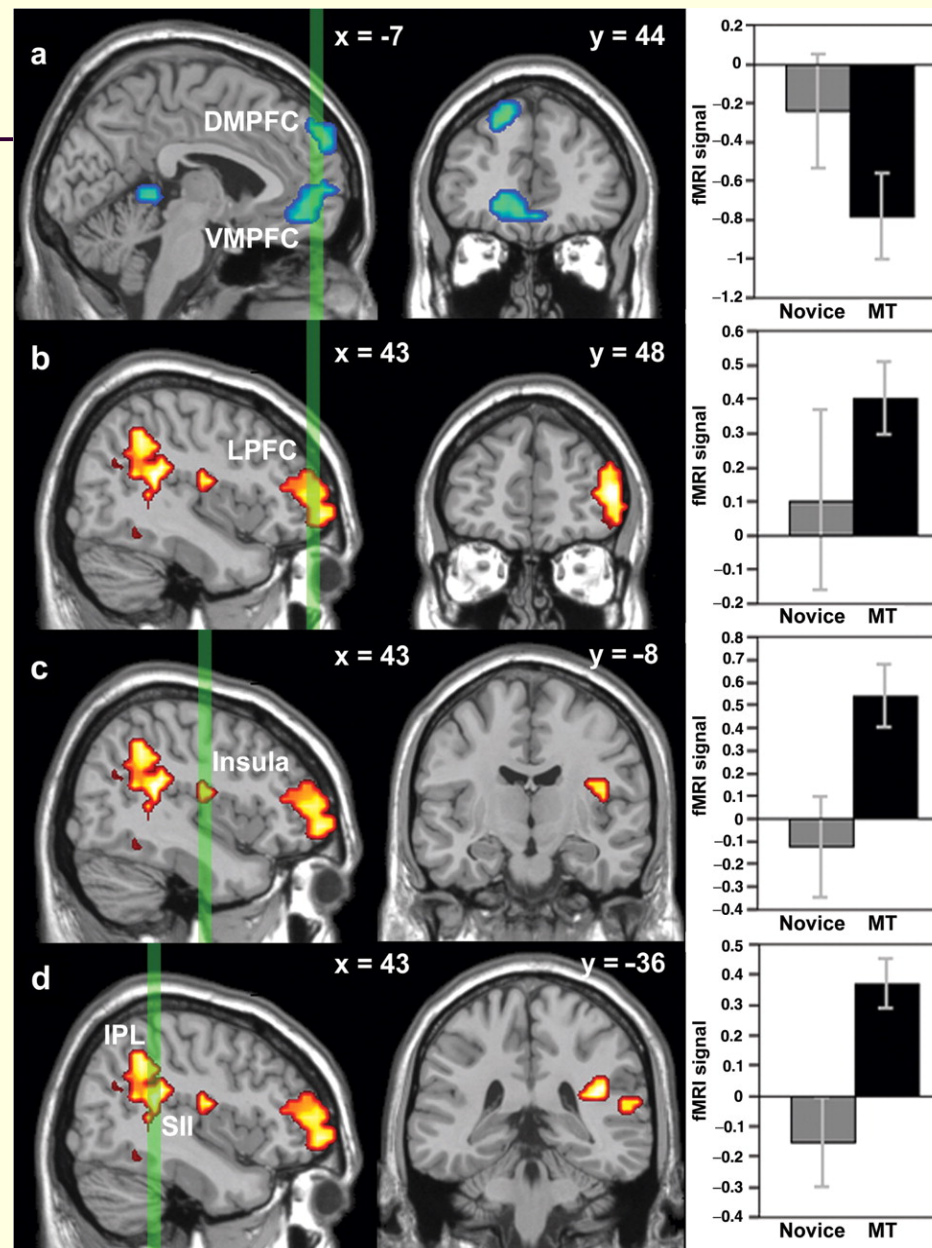 a
x = -7
y = 44
DMPFC
VMPFC
fMRI signal
0.2
0
–0.2
–0.4
–0.6
–0.8
–1
–1.2
Novice MT
b
x = 43
y = 48
LPFC
fMRI signal
0.6
0.5
0.4
0.3
0.2
0.1
0
–0.1
–0.2
Novice MT
c
x = 43
y = -8
Insula
fMRI signal
0.8
0.7
0.6
0.5
0.4
0.3
0.2
0.1
0
–0.1
–0.2
–0.3
–0.4
Novice MT
d
x = 43
y = -36
IPL
SII
fMRI signal
0.5
0.4
0.3
0.2
0.1
0
–0.1
–0.2
–0.3
–0.4
Novice MT